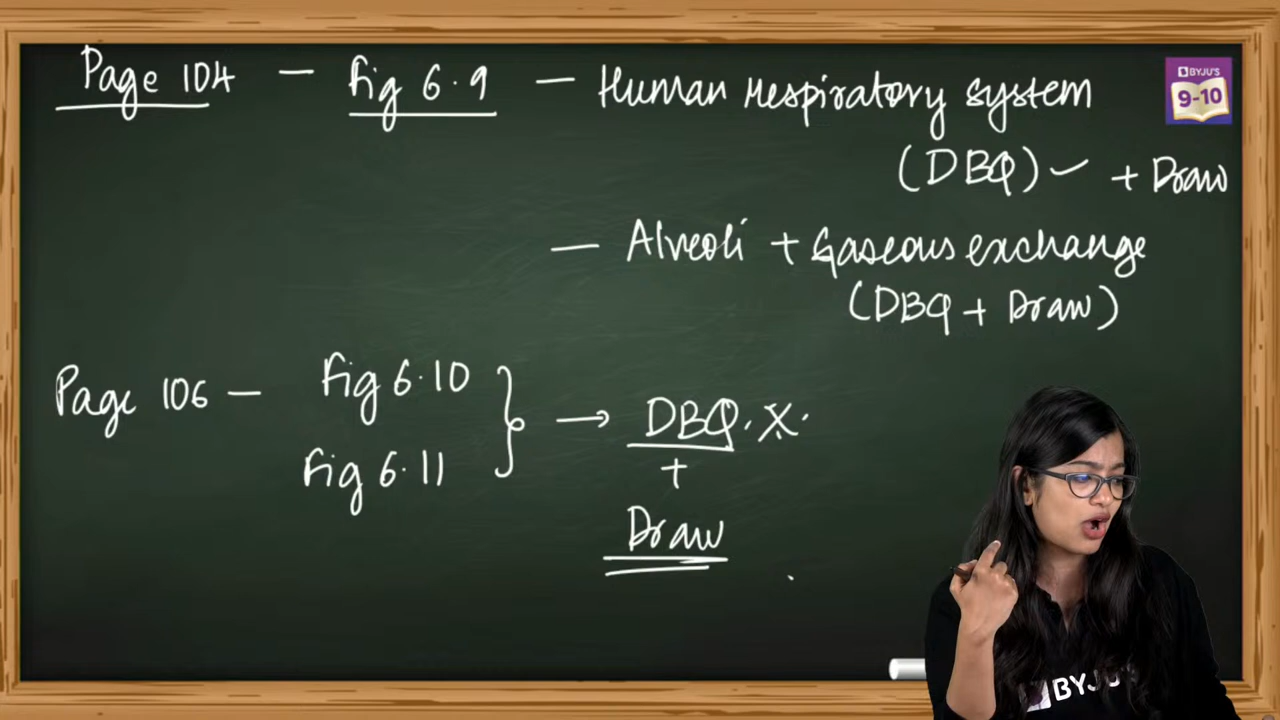 Page 104 — Fig 6.9 — Human respiratory system
(DBQ) ✓ + Draw
— Alveoli + Gaseous exchange
(DBQ + Draw)
Page 106 — Fig 6.10
Fig 6.11
→ DBQ. X.
+
Draw
BYJU'S
9-10
BYJU'S